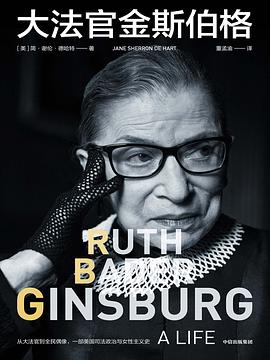 大法官金斯伯格
[美]简·谢伦·德哈特 —— 著 JANE SHERRON DE HART 董孟渝 —— 译
RUTH
BADER
GINSBURG
从大法官到全民偶像，一部美国司法政治与女性主义史 A LIFE 中信出版集团